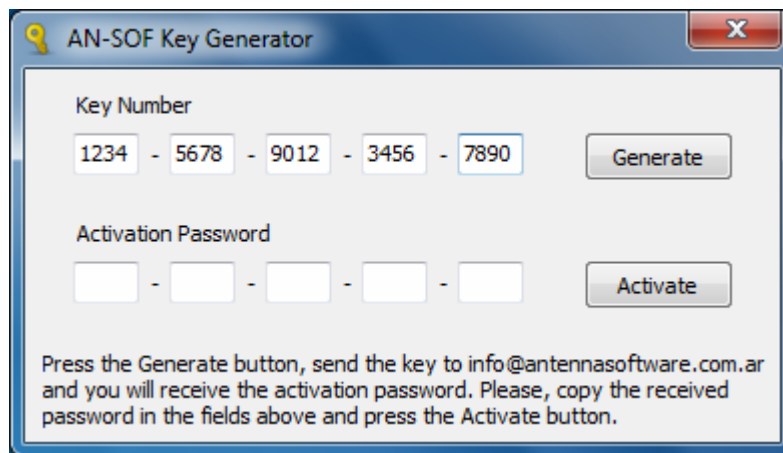 AN-SOF Key Generator
Key Number
1234 - 5678 - 9012 - 3456 - 7890 Generate
Activation Password
- - - - Activate
Press the Generate button, send the key to info@antennasoftware.com.ar
and you will receive the activation password. Please, copy the received
password in the fields above and press the Activate button.